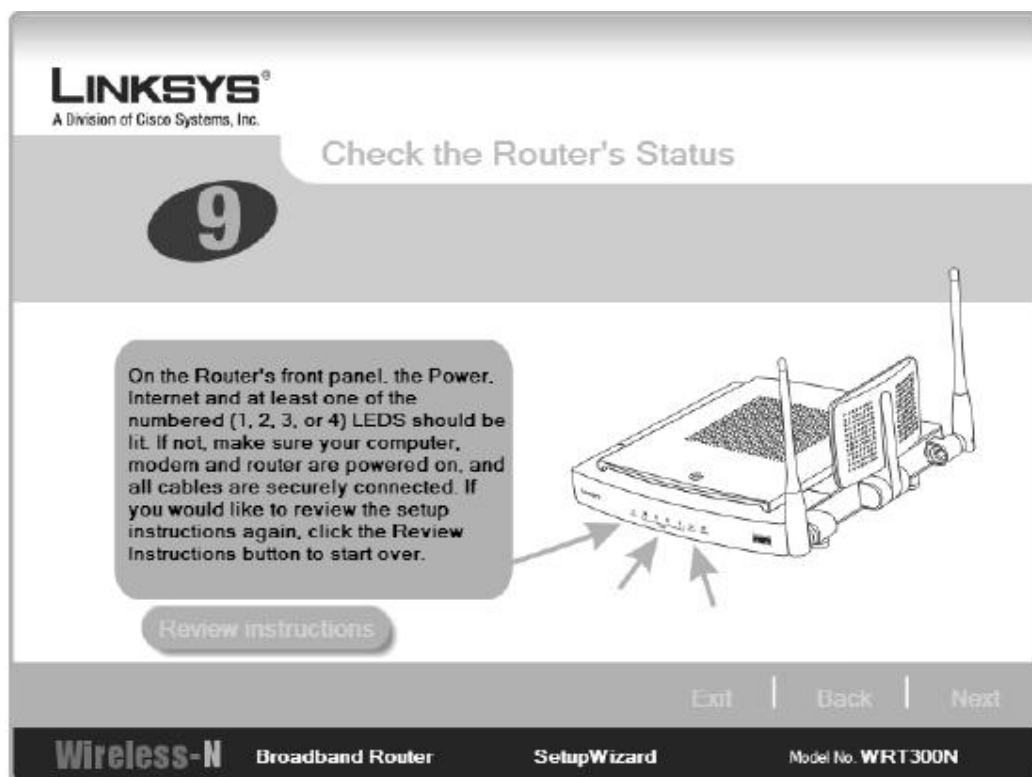 LINKSYS®
A Division of Cisco Systems, Inc.
Check the Router's Status
9
On the Router's front panel, the Power,
Internet and at least one of the
numbered (1, 2, 3, or 4) LEDS should be
lit. If not, make sure your computer,
modem and router are powered on, and
all cables are securely connected. If
you would like to review the setup
instructions again, click the Review
Instructions button to start over.
Review instructions
Exit | Back | Next
Wireless-N Broadband Router SetupWizard Model No. WRT300N